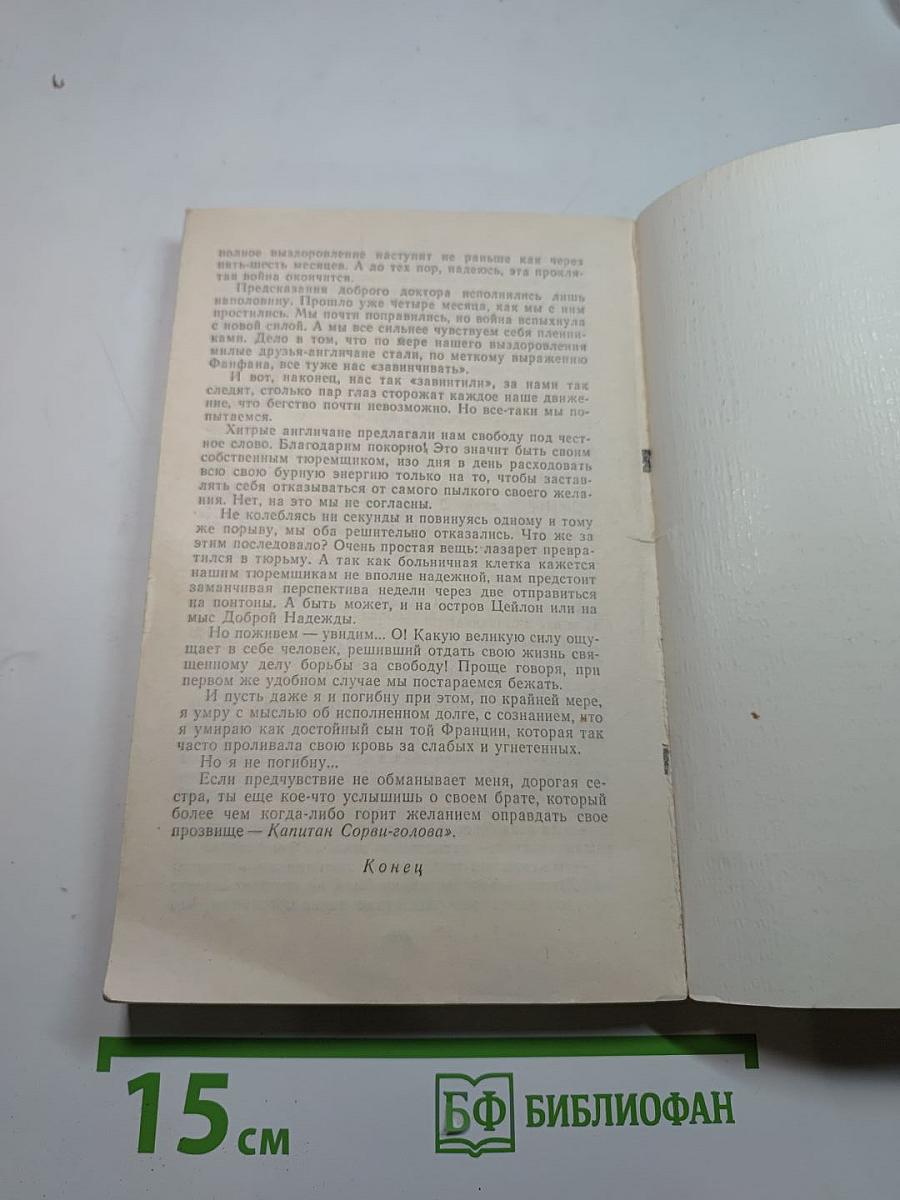 полное выздоровление наступит не раньше как через
пять-шесть месяцев. А до тех пор, надеюсь, эта прокля-
тая война окончится.
Предсказания доброго доктора исполнились лишь
наполовину. Прошло уже четыре месяца, как мы с ним
простились. Мы почти поправились, но война вспыхнула
с новой силой. А мы все сильнее чувствуем себя пленни-
ками. Дело в том, что по мере нашего выздоровления
милые друзья-англичане стали, по меткому выражению
Фанфана, все туже нас «завинчивать».
И вот, наконец, нас так «завинтили», за нами так
следят, столько пар глаз сторожат каждое наше движе-
ние, что бегство почти невозможно. Но все-таки мы по-
пытаемся.
Хитрые англичане предлагали нам свободу под чест-
ное слово. Благодарим покорно! Это значит быть своим
собственным тюремщиком, изо дня в день расходовать
всю свою бурную энергию только на то, чтобы застав-
лять себя отказываться от самого пылкого своего жела-
ния. Нет, на это мы не согласны.
Не колеблясь ни секунды и повинуясь одному и тому
же порыву, мы оба решительно отказались. Что же за
этим последовало? Очень простая вещь: лазарет превра-
тился в тюрьму. А так как больничная клетка кажется
нашим тюремщикам не вполне надежной, нам предстоит
заманчивая перспектива недели через две отправиться
на понтоны. А быть может, и на остров Цейлон или на
мыс Доброй Надежды.
Но поживем — увидим... О! Какую великую силу ощу-
щает в себе человек, решивший отдать свою жизнь свя-
щенному делу борьбы за свободу! Проще говоря, при
первом же удобном случае мы постараемся бежать.
И пусть даже я и погибну при этом, по крайней мере,
я умру с мыслью об исполненном долге, с сознанием, что
я умираю как достойный сын той Франции, которая так
часто проливала свою кровь за слабых и угнетенных.
Но я не погибну...
Если предчувствие не обманывает меня, дорогая се-
стра, ты еще кое-что услышишь о своем брате, который
более чем когда-либо горит желанием оправдать свое
прозвище — Капитан Сорви-голова».
Конец
15 см
БФ БИБЛИОФАН